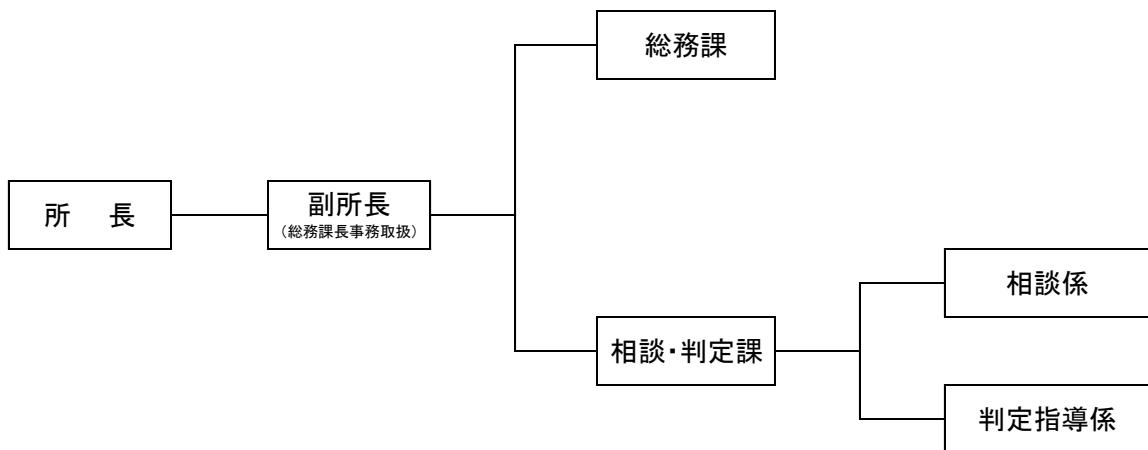 総務課
所　長
副所長
（総務課長事務取扱）
相談係
相談・判定課
判定指導係